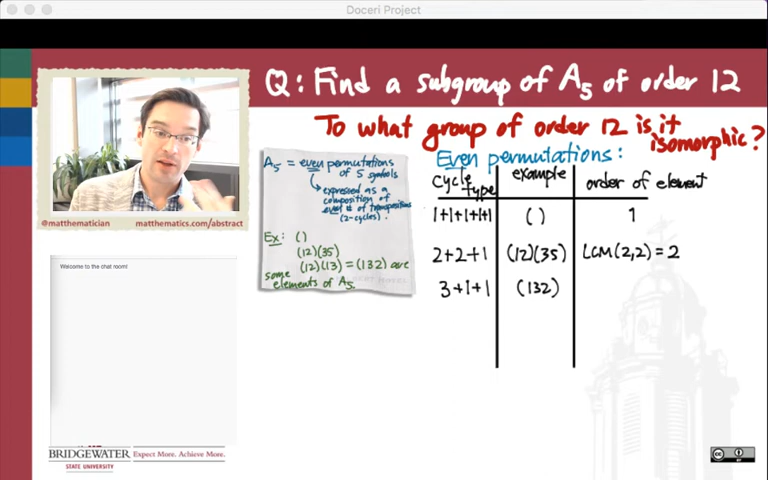 Doceri Project
Q: Find a subgroup of A5 of order 12
To what group of order 12 is it isomorphic?
A5 = even permutations
of 5 symbols
expressed as a
composition of
even # of transpositions
(2-cycles).
Ex: ()
(12)(35)
(12)(13) = (132) are
some
elements of A5.
Even permutations:
cycle type example order of element
1+1+1+1+1 ( ) 1
2+2+1 (12)(35) LCM(2,2)=2
3+1+1 (132)
@matthematician matthematics.com/abstract
Welcome to the chat room!
BRIDGEWATER Expect More. Achieve More.
STATE UNIVERSITY
cc